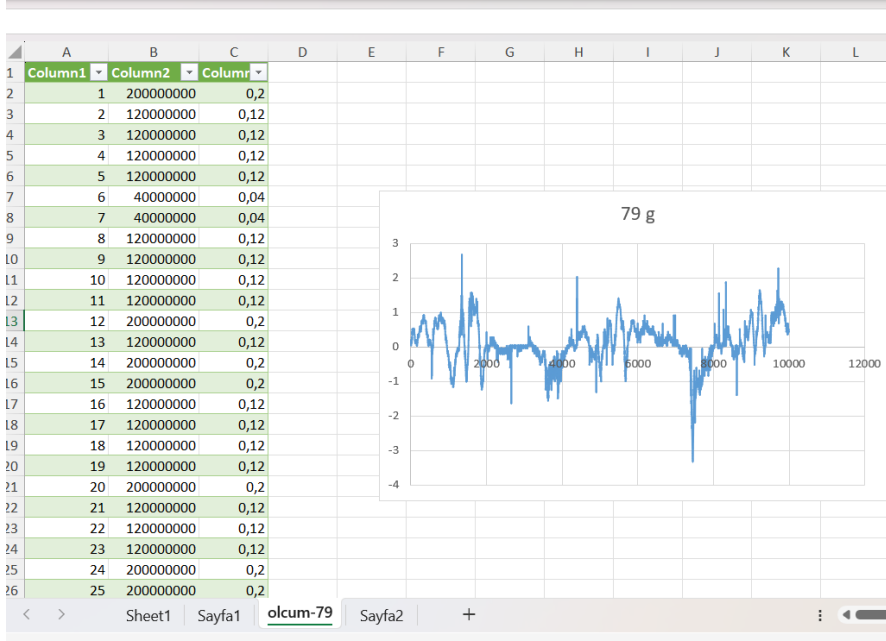 A B C D E F G H I J K L
1 Column1 Column2 Column
2 1 200000000 0,2
3 2 120000000 0,12
4 3 120000000 0,12
5 4 120000000 0,12
6 5 120000000 0,12
7 6 40000000 0,04
8 7 40000000 0,04
9 8 120000000 0,12
10 9 120000000 0,12
11 10 120000000 0,12
12 11 120000000 0,12
13 12 200000000 0,2
14 13 120000000 0,12
15 14 200000000 0,2
16 15 200000000 0,2
17 16 120000000 0,12
18 17 120000000 0,12
19 18 120000000 0,12
20 19 120000000 0,12
21 20 200000000 0,2
22 21 120000000 0,12
23 22 120000000 0,12
24 23 120000000 0,12
25 24 200000000 0,2
26 25 200000000 0,2
79 g
3
2
1
0
0 2000 4000 6000 8000 10000 12000
-1
-2
-3
-4
Sheet1 Sayfa1 olcum-79 Sayfa2 +